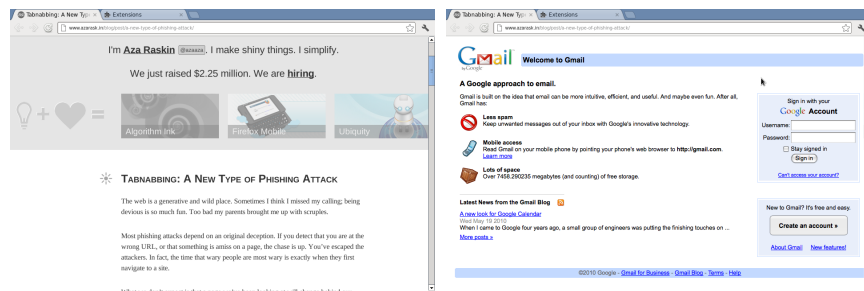 Tabnabbing: A New Typ
Extensions
www.azarask.in/blog/post/a-new-type-of-phishing-attack/
I'm Aza Raskin @azaaza. I make shiny things. I simplify.
We just raised $2.25 million. We are hiring.
Algorithm Ink
Firefox Mobile
Ubiquity
TABNABBING: A NEW TYPE OF PHISHING ATTACK
The web is a generative and wild place. Sometimes I think I missed my calling; being
devious is so much fun. Too bad my parents brought me up with scruples.
Most phishing attacks depend on an original deception. If you detect that you are at the
wrong URL, or that something is amiss on a page, the chase is up. You've escaped the
attackers. In fact, the time that wary people are most wary is exactly when they first
navigate to a site.
Tabnabbing: A New Typ
Extensions
www.azarask.in/blog/post/a-new-type-of-phishing-attack/
Gmail
by Google
Welcome to Gmail
A Google approach to email.
Gmail is built on the idea that email can be more intuitive, efficient, and useful. And maybe even fun. After all,
Gmail has:
Less spam
Keep unwanted messages out of your inbox with Google's innovative technology.
Mobile access
Read Gmail on your mobile phone by pointing your phone's web browser to http://gmail.com.
Learn more
Lots of space
Over 7458.290235 megabytes (and counting) of free storage.
Latest News from the Gmail Blog
A new look for Google Calendar
Wed May 19 2010
When I came to Google four years ago, a small group of engineers was putting the finishing touches on ...
More posts »
Sign in with your
Google Account
Username:
Password:
Stay signed in
Sign in
Can't access your account?
New to Gmail? It's free and easy.
Create an account »
About Gmail New features!
©2010 Google - Gmail for Business - Gmail Blog - Terms - Help